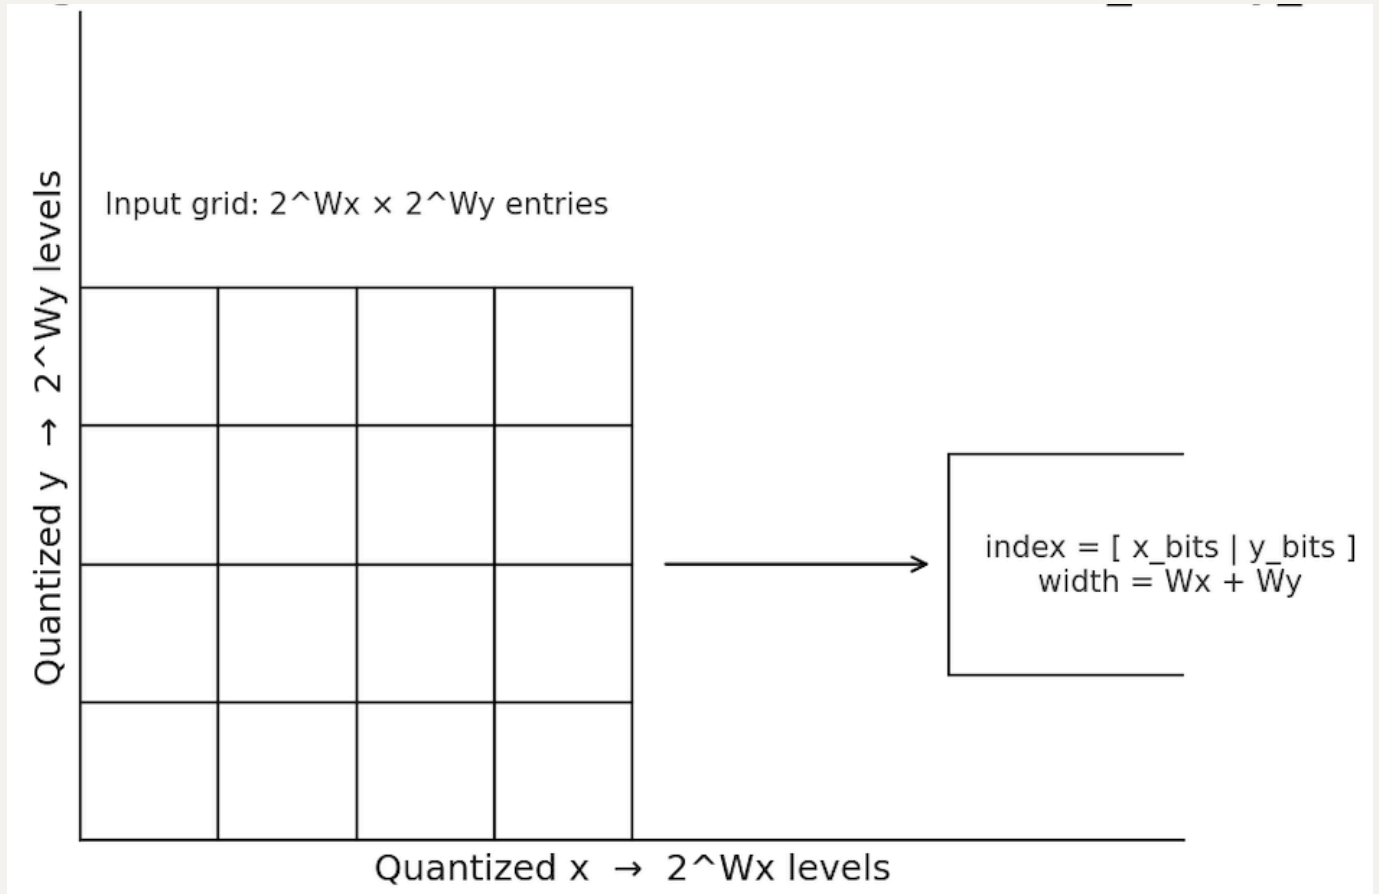 Input grid: 2^Wx × 2^Wy entries
Quantized y → 2^Wy levels
index = [ x_bits | y_bits ]
width = Wx + Wy
Quantized x → 2^Wx levels